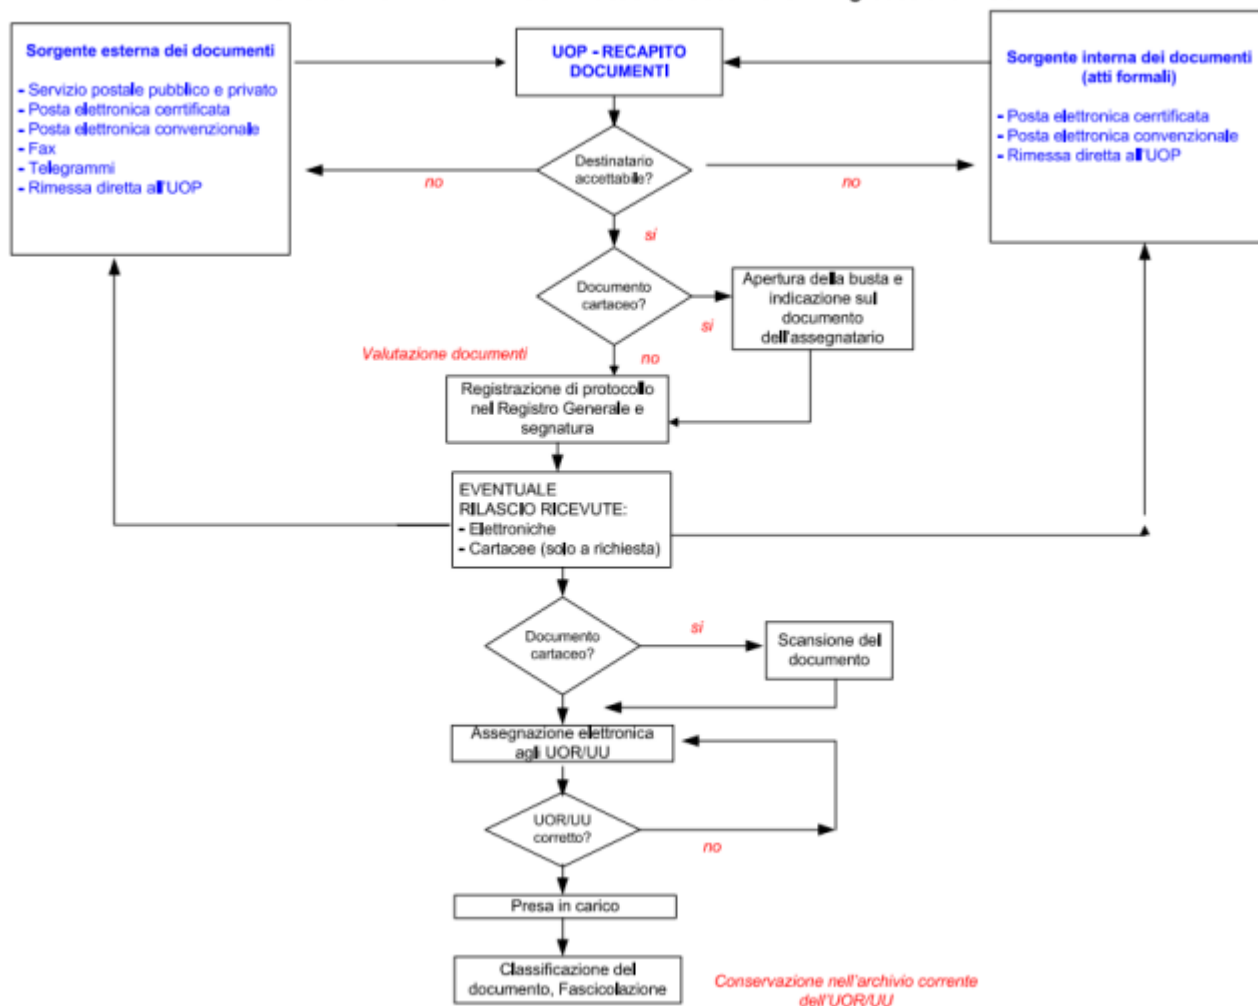 Sorgente esterna dei documenti
- Servizio postale pubblico e privato
- Posta elettronica cerrtificata
- Posta elettronica convenzionale
- Fax
- Telegrammi
- Rimessa diretta all'UOP
UOP - RECAPITO
DOCUMENTI
Sorgente interna dei documenti
(atti formali)
- Posta elettronica cerrtificata
- Posta elettronica convenzionale
- Rimessa diretta all'UOP
Destinatario
accettabile?
no
no
sì
Documento
cartaceo?
si
Apertura della busta e
indicazione sul
documento
dell'assegnatario
Valutazione documenti
no
Registrazione di protocollo
nel Registro Generale e
segnatura
EVENTUALE
RILASCIO RICEVUTE:
- Elettroniche
- Cartacee (solo a richiesta)
Documento
cartaceo?
sì
Scansione del
documento
Assegnazione elettronica
agli UOR/UU
UOR/UU
corretto?
no
Presa in carico
Classificazione del
documento, Fascicolazione
Conservazione nell'archivio corrente
dell'UOR/UU